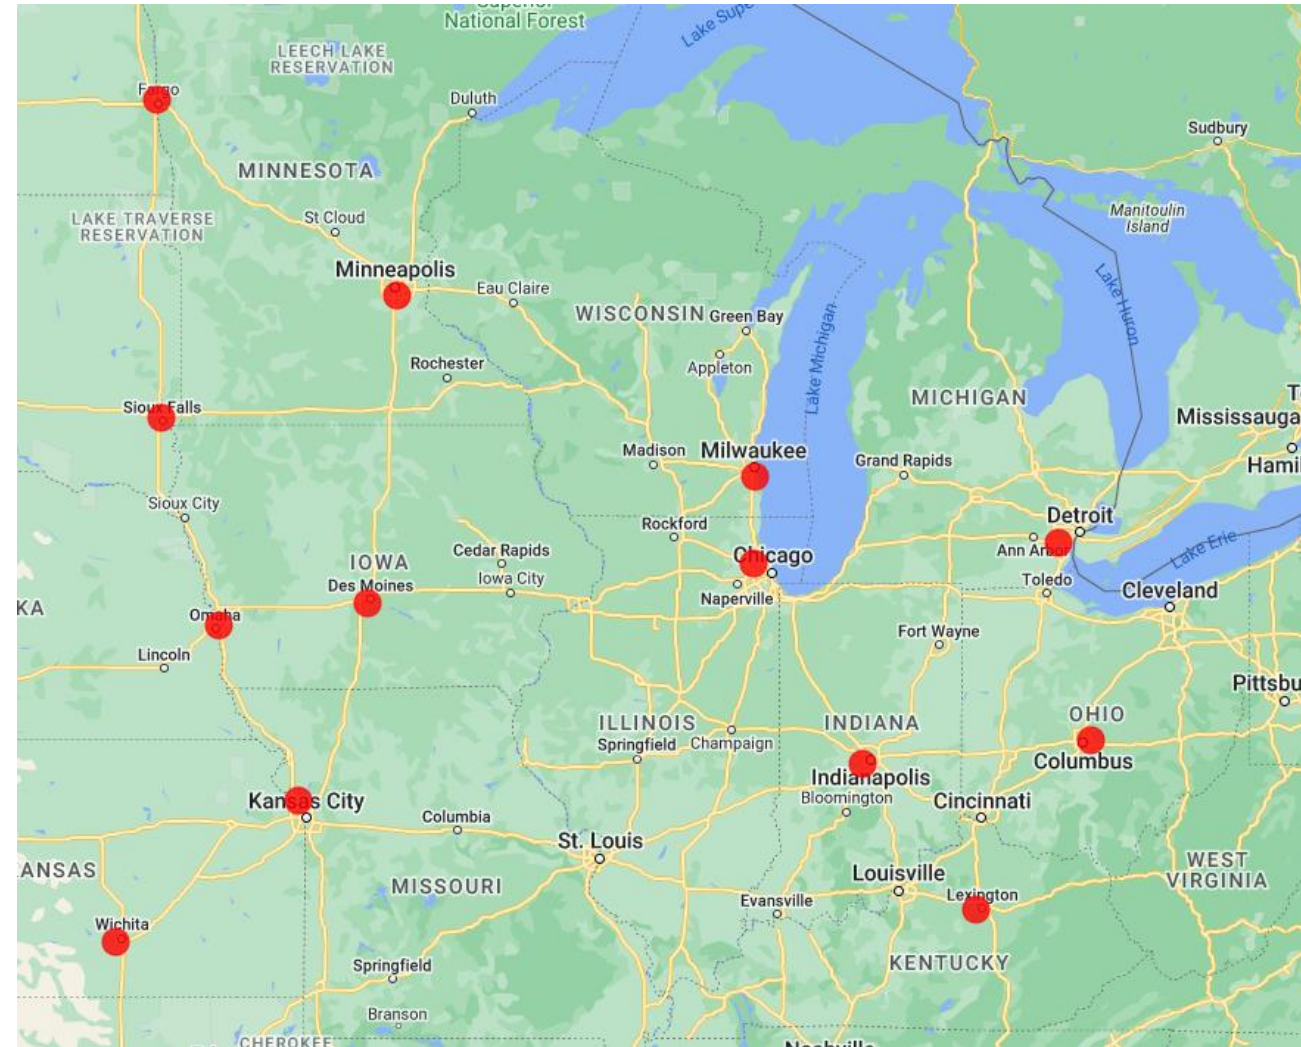 Superior
National Forest
Lake Supe
LEECH LAKE
RESERVATION
Fargo
Duluth
Sudbury
MINNESOTA
LAKE TRAVERSE
RESERVATION
St Cloud
Manitoulin
Island
Minneapolis
Eau Claire
Lake Huron
WISCONSIN
Green Bay
Lake Michigan
Rochester
Appleton
MICHIGAN
Sioux Falls
Mississauga
Madison
Milwaukee
Grand Rapids
Hami
Sioux City
Rockford
Detroit
Ann Arbor
Lake Erie
IOWA
Cedar Rapids
Chicago
Des Moines
Iowa City
Naperville
Toledo
Cleveland
KA
Omaha
Fort Wayne
Lincoln
Pittsbu
ILLINOIS
INDIANA
OHIO
Springfield
Champaign
Columbus
Indianapolis
Kansas City
Bloomington
Cincinnati
Columbia
St. Louis
ANSAS
MISSOURI
Louisville
WEST
VIRGINIA
Evansville
Lexington
Wichita
Springfield
KENTUCKY
Branson
CHEROKEE
Nashville